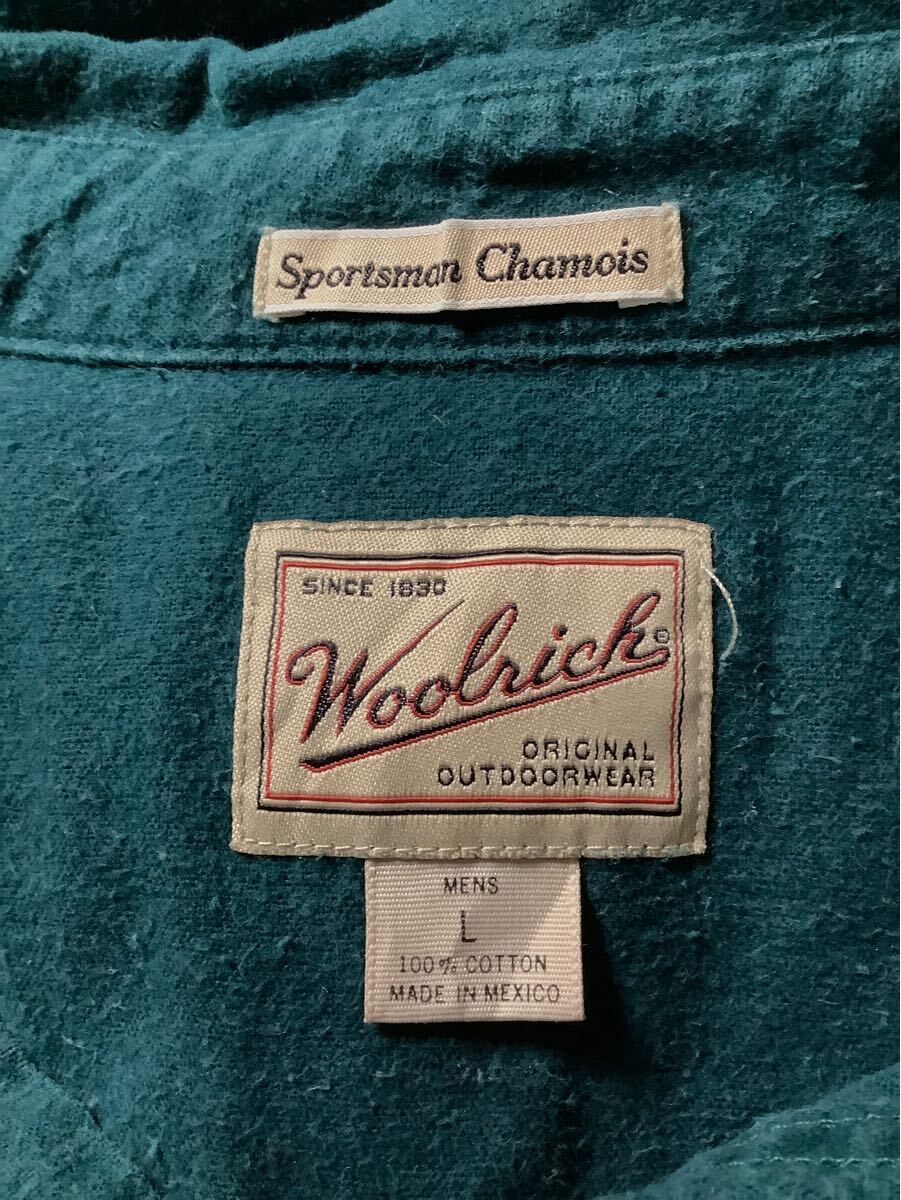 Sportsman Chamois
SINCE 1830
Woolrich®
ORIGINAL
OUTDOORWEAR
MENS
L
100% COTTON
MADE IN MEXICO